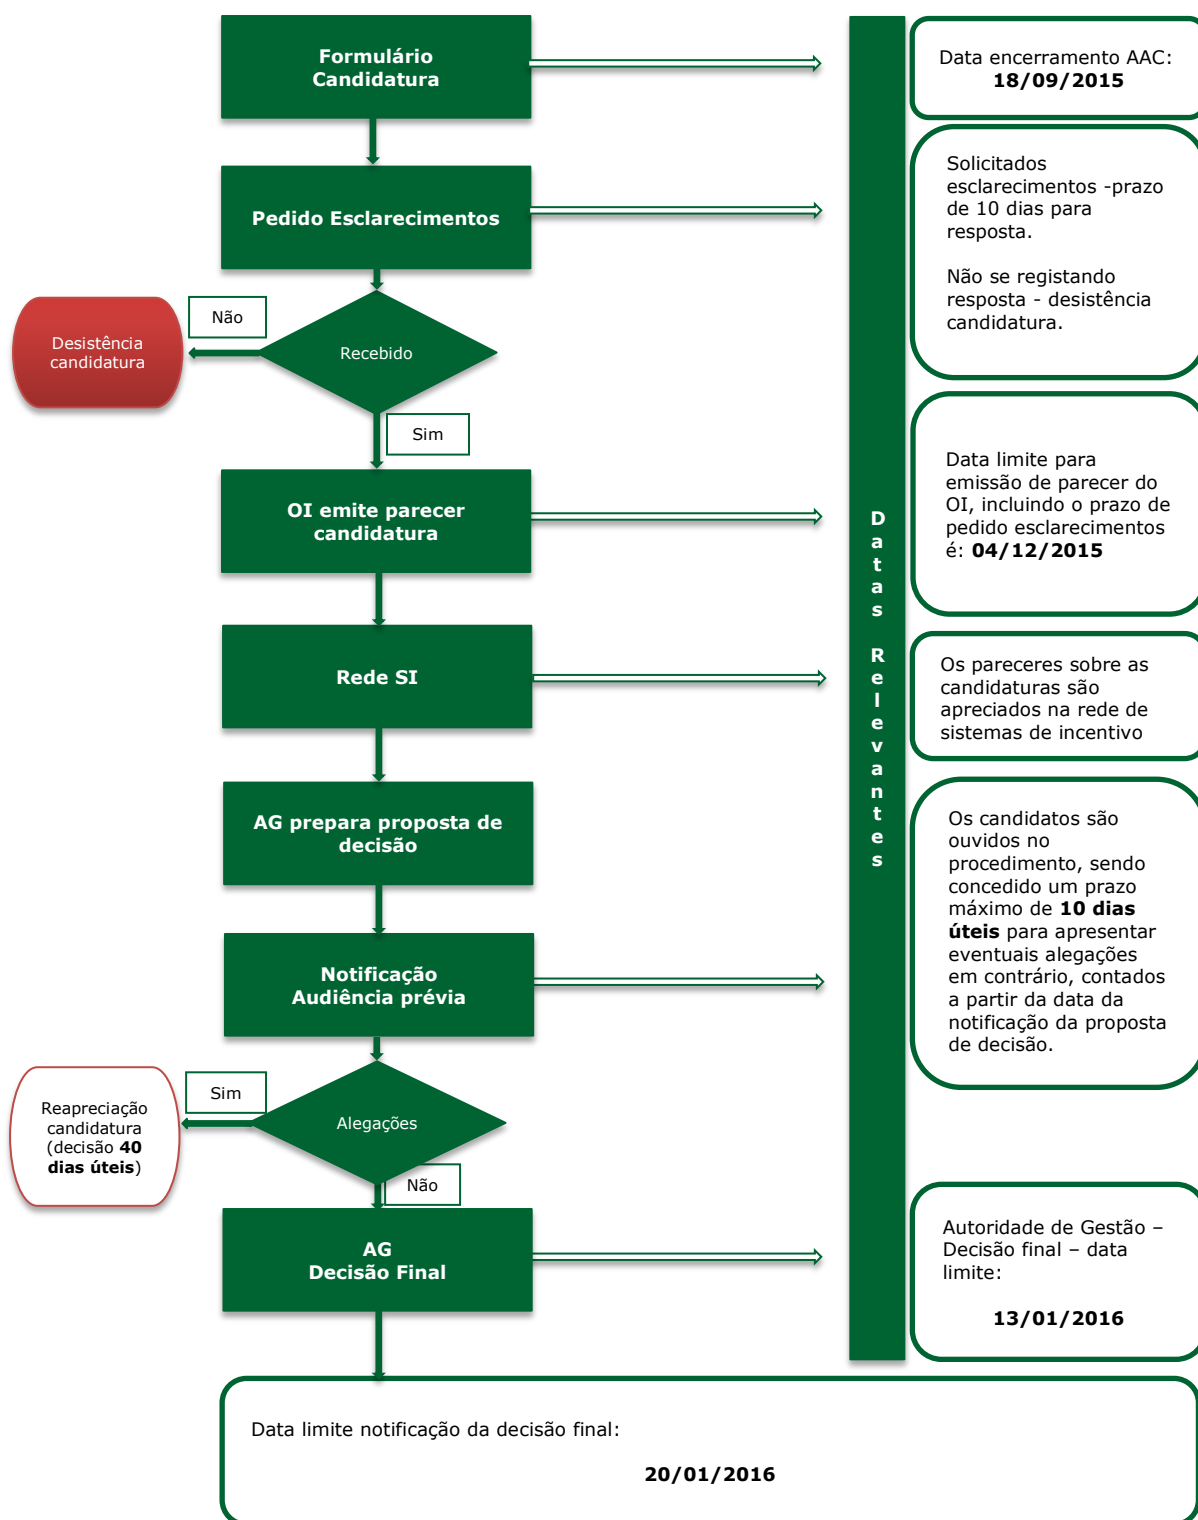 Formulário
Candidatura
Data encerramento AAC:
18/09/2015
Pedido Esclarecimentos
Solicitados
esclarecimentos -prazo
de 10 dias para
resposta.
Não se registando
resposta - desistência
candidatura.
Não
Desistência
candidatura
Recebido
Sim
OI emite parecer
candidatura
Data limite para
emissão de parecer do
OI, incluindo o prazo de
pedido esclarecimentos
é: 04/12/2015
Datas Relevantes
Rede SI
Os pareceres sobre as
candidaturas são
apreciados na rede de
sistemas de incentivo
AG prepara proposta de
decisão
Os candidatos são
ouvidos no
procedimento, sendo
concedido um prazo
máximo de 10 dias
úteis para apresentar
eventuais alegações
em contrário, contados
a partir da data da
notificação da proposta
de decisão.
Notificação
Audiência prévia
Sim
Reapreciação
candidatura
(decisão 40
dias úteis)
Alegações
Não
AG
Decisão Final
Autoridade de Gestão –
Decisão final – data
limite:
13/01/2016
Data limite notificação da decisão final:
20/01/2016